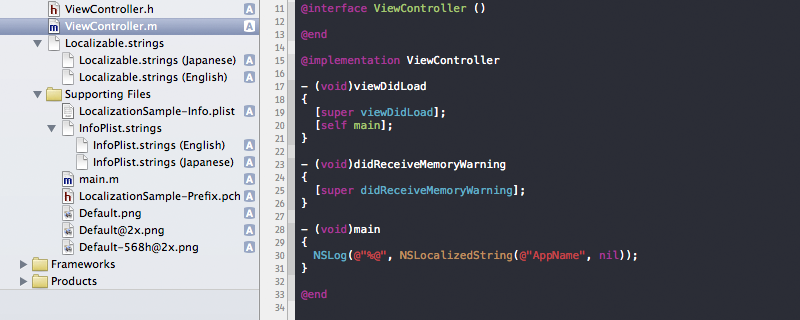 ViewController.h A
ViewController.m A
Localizable.strings
Localizable.strings (Japanese) A
Localizable.strings (English) A
Supporting Files
LocalizationSample-Info.plist A
InfoPlist.strings
InfoPlist.strings (English) A
InfoPlist.strings (Japanese) A
main.m A
LocalizationSample-Prefix.pch A
Default.png A
Default@2x.png A
Default-568h@2x.png A
Frameworks
Products
11 @interface ViewController ()
12
13 @end
14
15 @implementation ViewController
16
17 - (void)viewDidLoad
18 {
19 [super viewDidLoad];
20 [self main];
21 }
22
23 - (void)didReceiveMemoryWarning
24 {
25 [super didReceiveMemoryWarning];
26 }
27
28 - (void)main
29 {
30 NSLog(@"%@", NSLocalizedString(@"AppName", nil));
31 }
32
33 @end
34